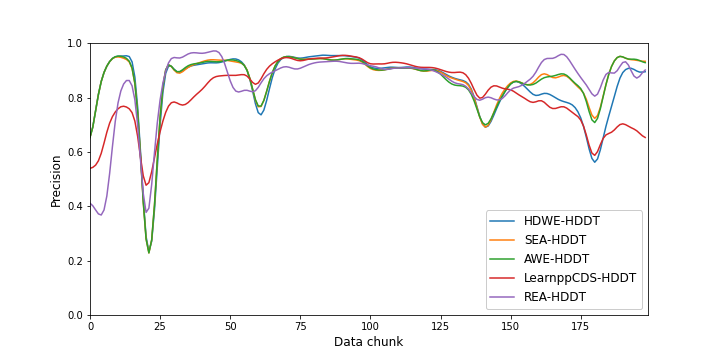 1.0
0.8
0.6
0.4
0.2
0.0
Precision
0 25 50 75 100 125 150 175
Data chunk
HDWE-HDDT
SEA-HDDT
AWE-HDDT
LearnppCDS-HDDT
REA-HDDT